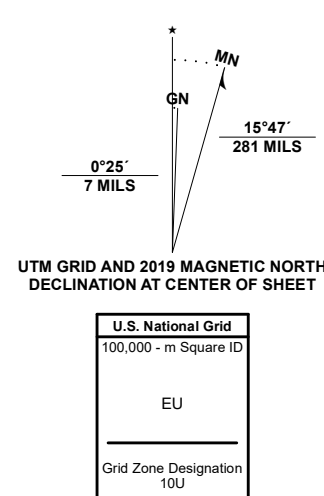 ★
MN
GN
15°47´
281 MILS
0°25´
7 MILS
UTM GRID AND 2019 MAGNETIC NORTH
DECLINATION AT CENTER OF SHEET
U.S. National Grid
100,000 - m Square ID
EU
Grid Zone Designation
10U